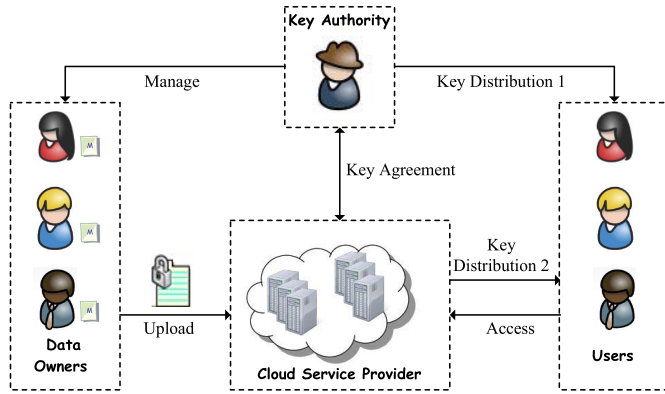 Key Authority
Manage
Key Distribution 1
Key Agreement
M
M
M
Data
Owners
Upload
Cloud Service Provider
Key
Distribution 2
Access
Users